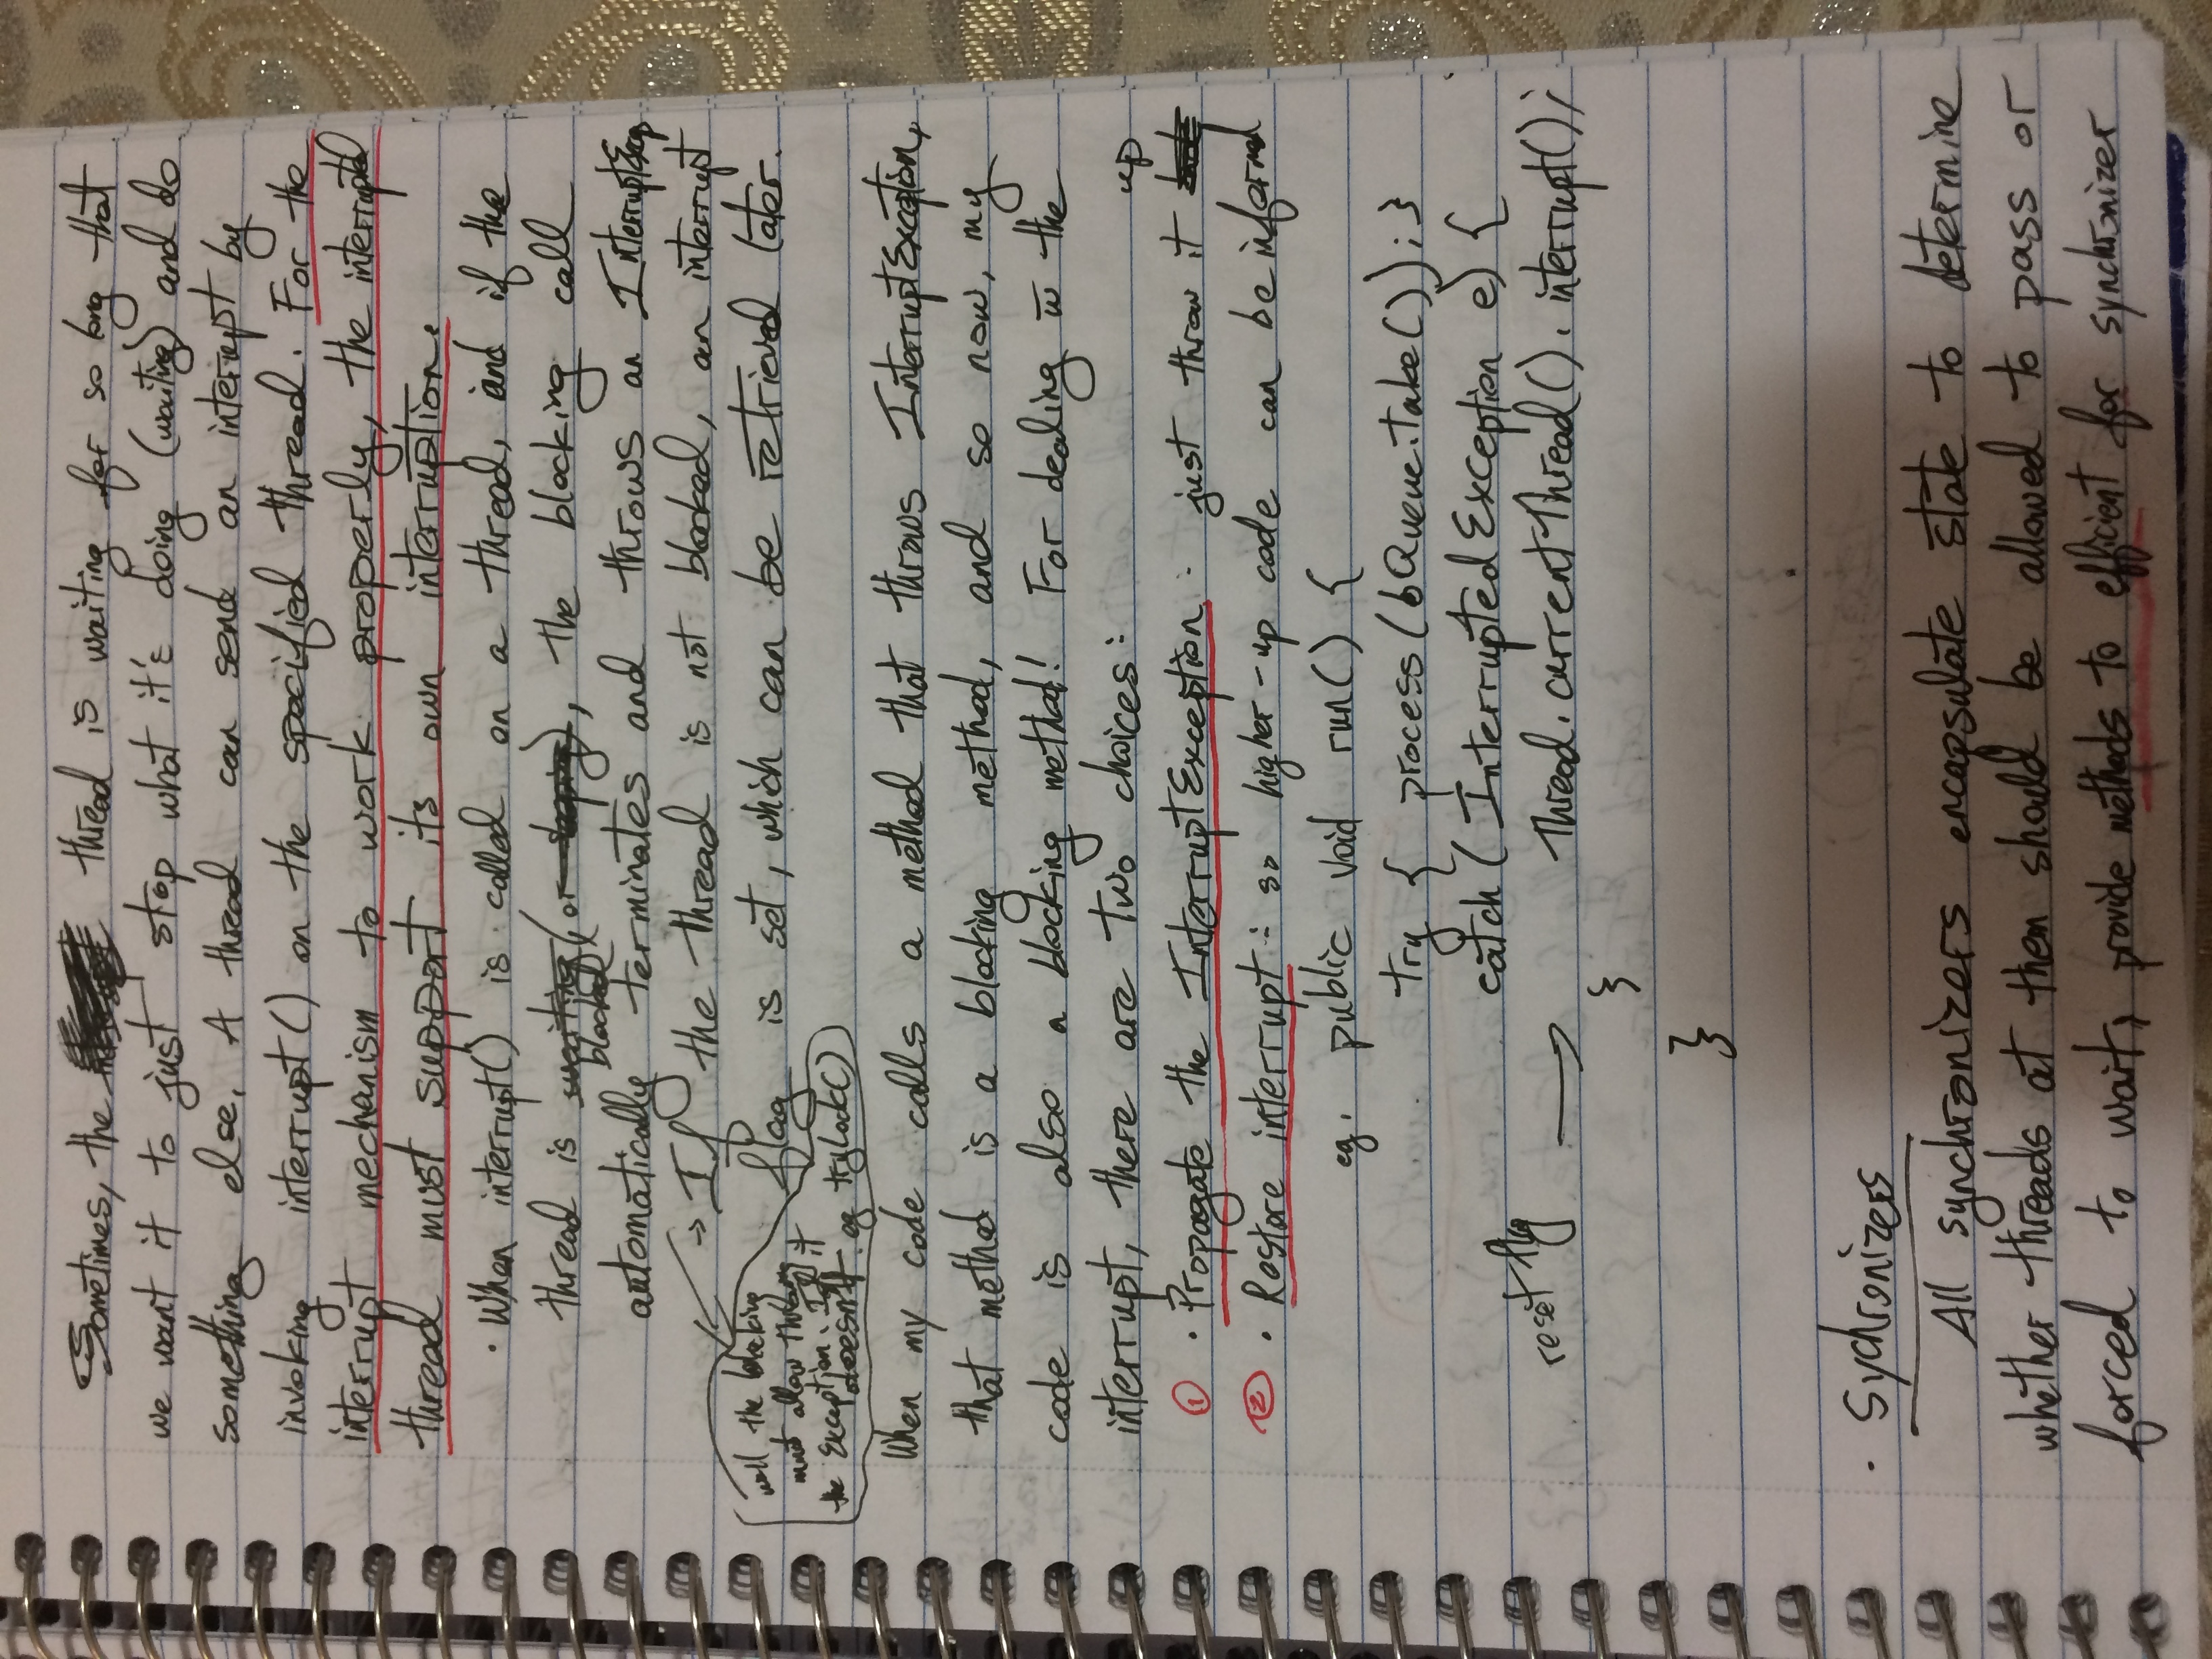 Sometimes, the thread is waiting for so long that
we want it to just stop what it's doing (waiting) and do
something else. A thread can send an interrupt by
invoking interrupt() on the specified thread. For the
interrupt mechanism to work properly, the interrupted
thread must support its own interruption.
· When interrupt() is called on a thread, and if the
thread is waiting (or sleeping), the blocking call
blocked
automatically terminates and throws an InterruptExcp
→ If the thread is not blocked, an interrupt
flag is set, which can be retrieved later.
well the blocking
must allow throwing
the Exception. If it
doesn't. eg tryLock()
When my code calls a method that throws InterruptException,
that method is a blocking method, and so now, my
code is also a blocking method! For dealing w the
interrupt, there are two choices:
① · Propagate the InterruptException : just throw it up
② · Restore interrupt : so higher-up code can be informed
eg. public void run() {
try { process(bQueue.take()); }
catch (InterruptedException e) {
reset flag → Thread.currentThread().interrupt();
}
}
· Sychronizers
All synchronizers encapsulate state to determine
whether threads at them should be allowed to pass or
forced to wait, provide methods to efficient for synchronizer